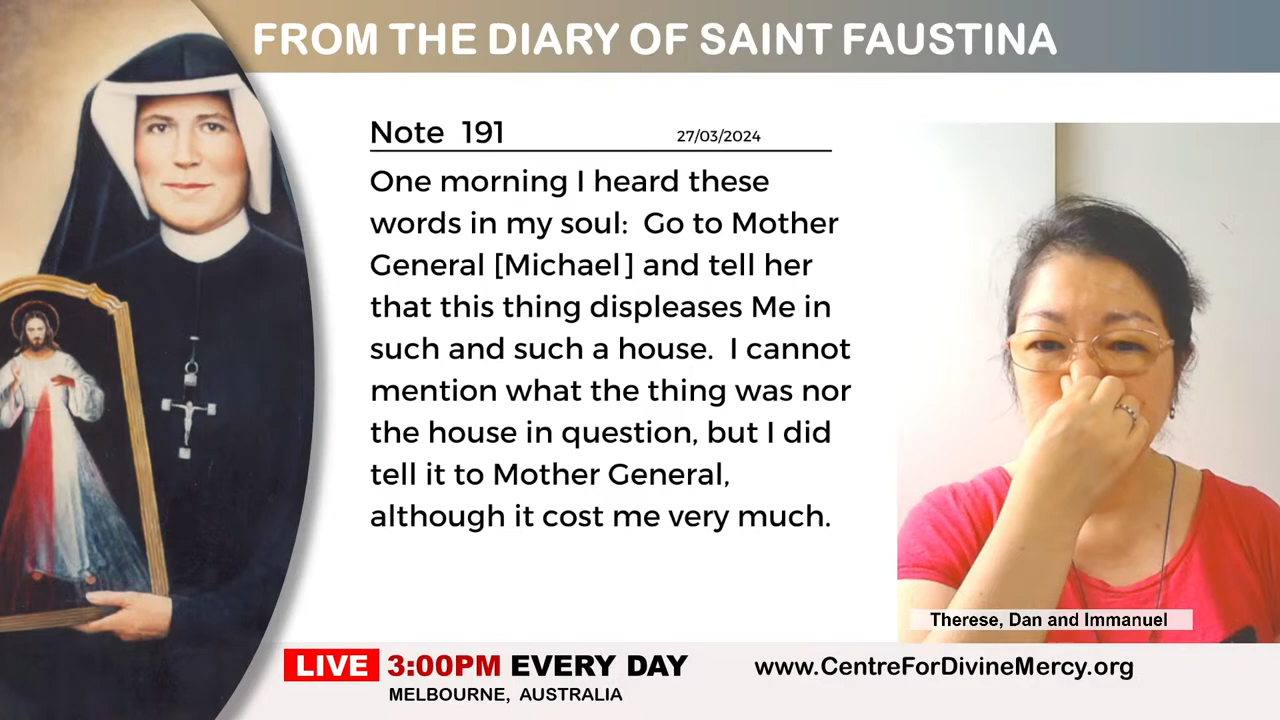 FROM THE DIARY OF SAINT FAUSTINA
Note 191
27/03/2024
One morning I heard these
words in my soul: Go to Mother
General [Michael] and tell her
that this thing displeases Me in
such and such a house. I cannot
mention what the thing was nor
the house in question, but I did
tell it to Mother General,
although it cost me very much.
Therese, Dan and Immanuel
LIVE 3:00PM EVERY DAY
MELBOURNE, AUSTRALIA
www.CentreForDivineMercy.org